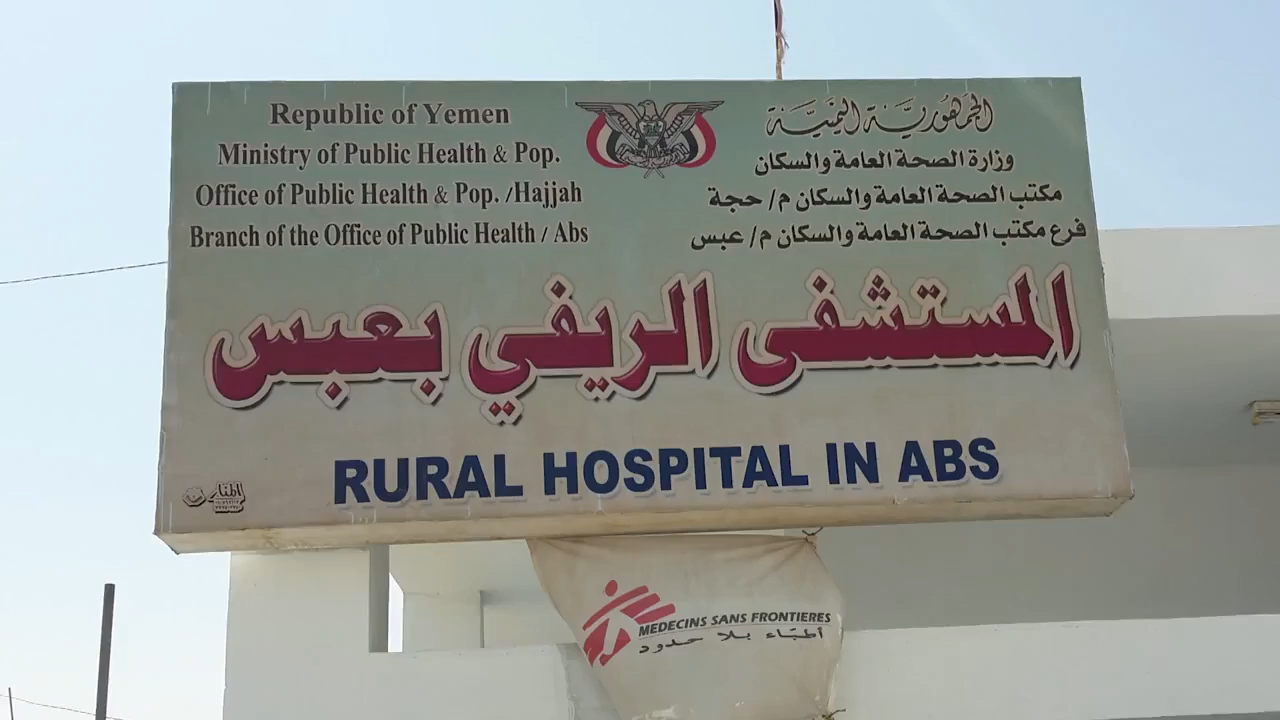 Republic of Yemen
Ministry of Public Health & Pop.
Office of Public Health & Pop. /Hajjah
Branch of the Office of Public Health / Abs
الجمهورية اليمنية
وزارة الصحة العامة والسكان
مكتب الصحة العامة والسكان م/ حجة
فرع مكتب الصحة العامة والسكان م/ عبس
المستشفى الريفي بعبس
RURAL HOSPITAL IN ABS
MEDECINS SANS FRONTIERES
أطباء بلا حدود